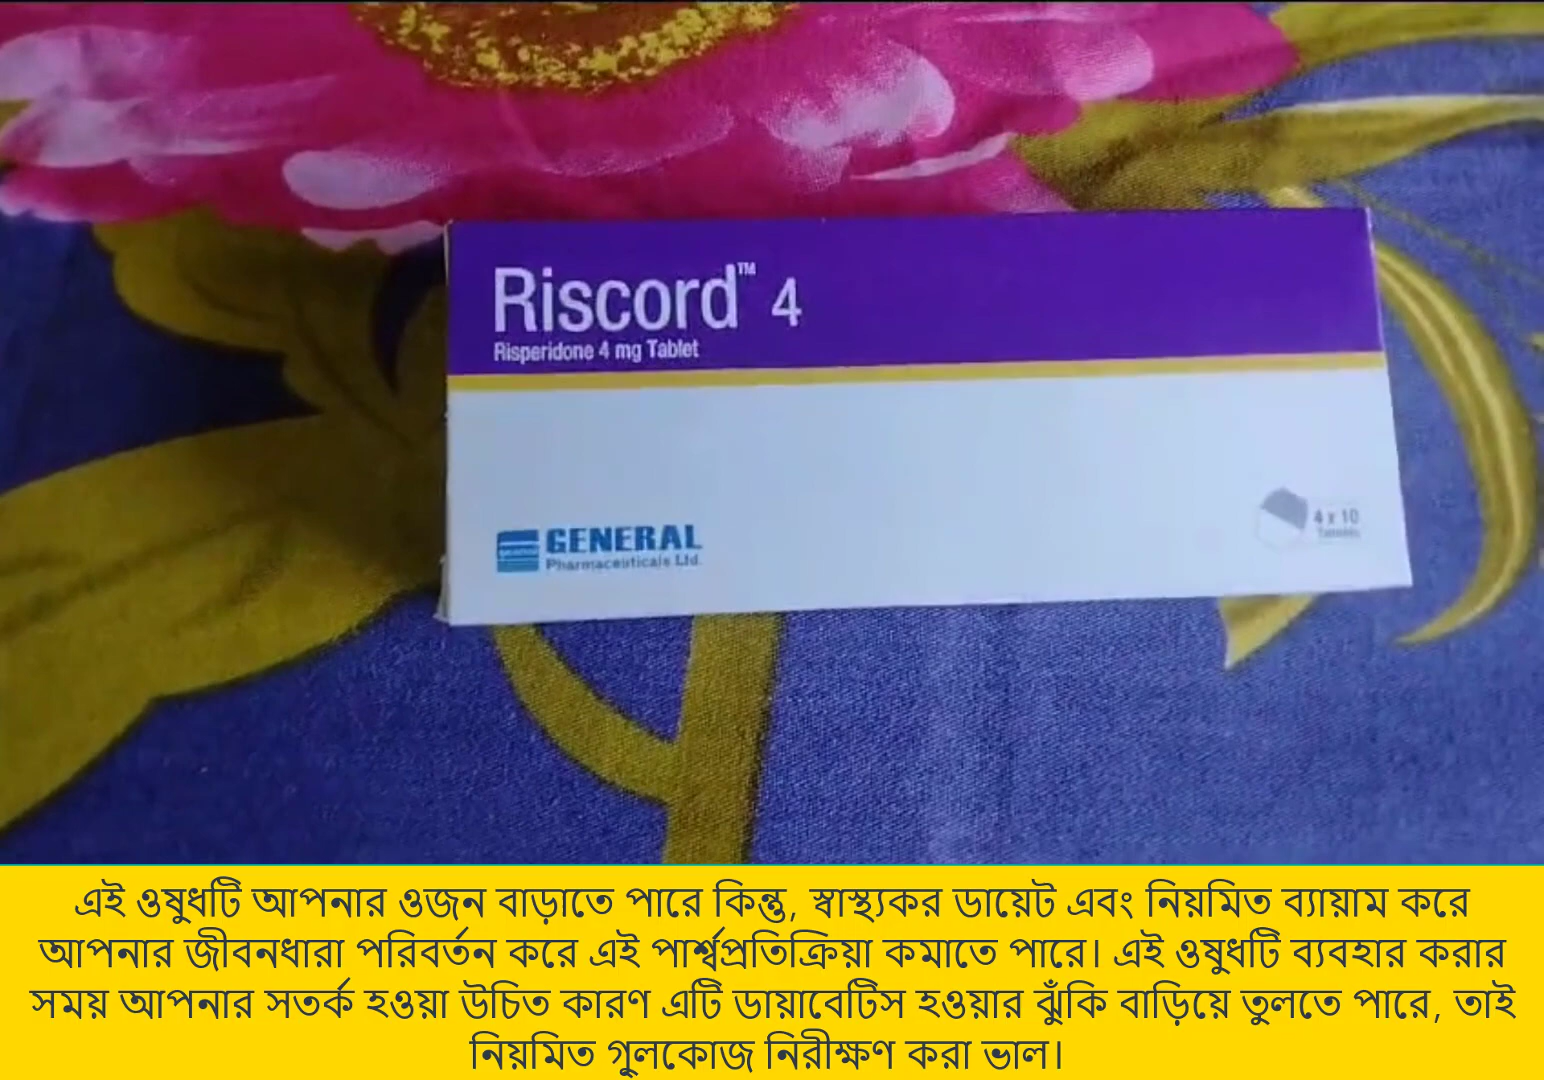 Riscord™ 4
Risperidone 4 mg Tablet
GENERAL
Pharmaceuticals Ltd.
4 x 10
Tablets
এই ওষুধটি আপনার ওজন বাড়াতে পারে কিন্তু, স্বাস্থ্যকর ডায়েট এবং নিয়মিত ব্যায়াম করে
আপনার জীবনধারা পরিবর্তন করে এই পার্শ্বপ্রতিক্রিয়া কমাতে পারে। এই ওষুধটি ব্যবহার করার
সময় আপনার সতর্ক হওয়া উচিত কারণ এটি ডায়াবেটিস হওয়ার ঝুঁকি বাড়িয়ে তুলতে পারে, তাই
নিয়মিত গ্লুলকোজ নিরীক্ষণ করা ভাল।